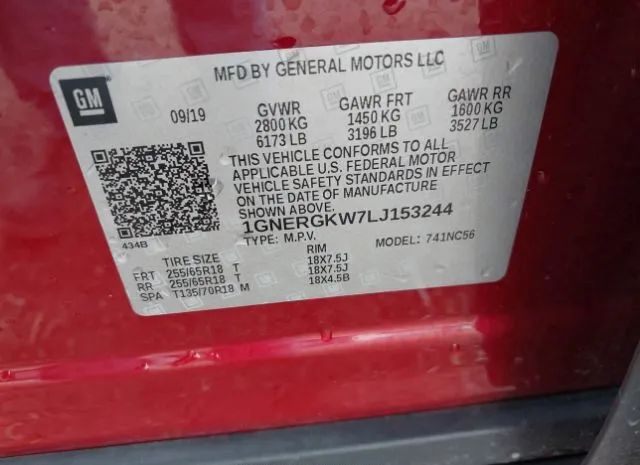 GM
MFD BY GENERAL MOTORS LLC
09/19 GVWR GAWR FRT GAWR RR
2800 KG 1450 KG 1600 KG
6173 LB 3196 LB 3527 LB
THIS VEHICLE CONFORMS TO ALL
APPLICABLE U.S. FEDERAL MOTOR
VEHICLE SAFETY STANDARDS IN EFFECT
ON THE DATE OF MANUFACTURE
SHOWN ABOVE.
1GNERGKW7LJ153244
434B TYPE: M.P.V. MODEL: 741NC56
TIRE SIZE RIM
FRT 255/65R18 T 18X7.5J
RR 255/65R18 T 18X7.5J
SPA T135/70R18 M 18X4.5B